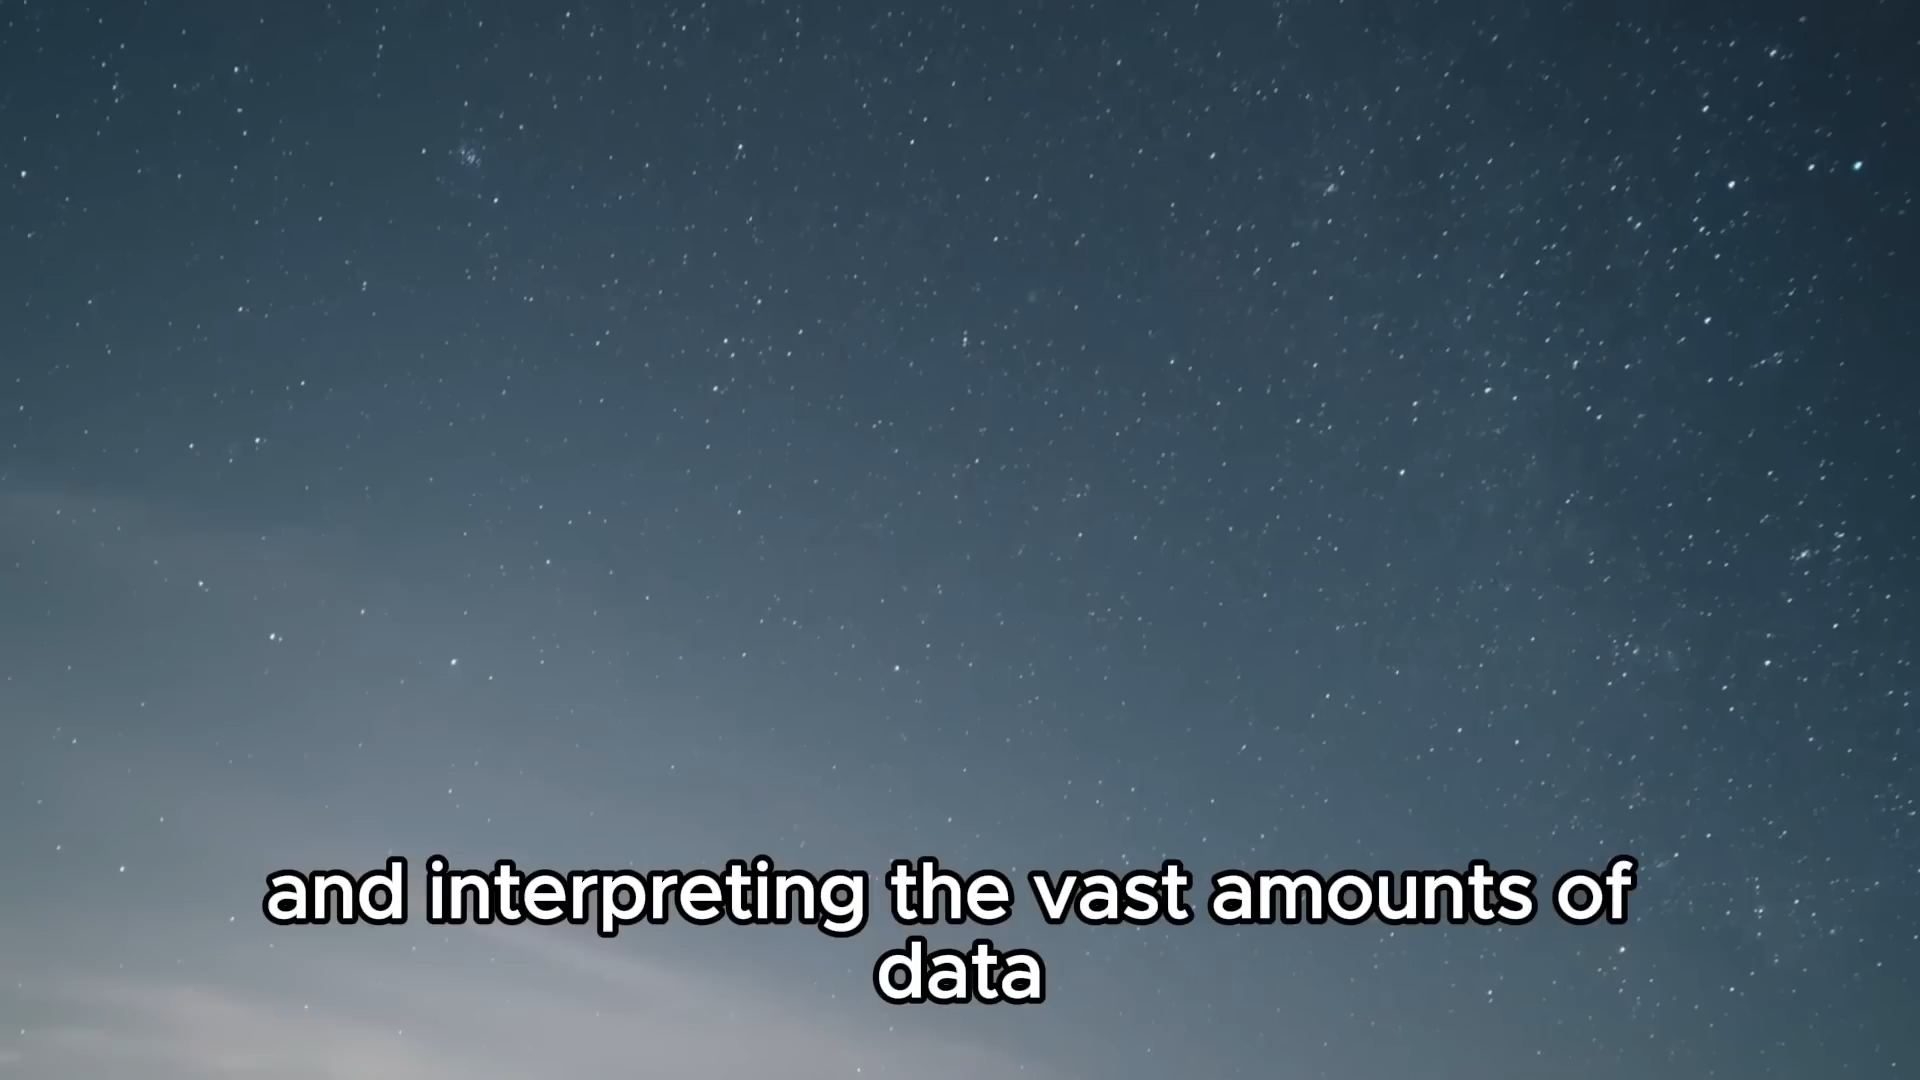 and interpreting the vast amounts of
data